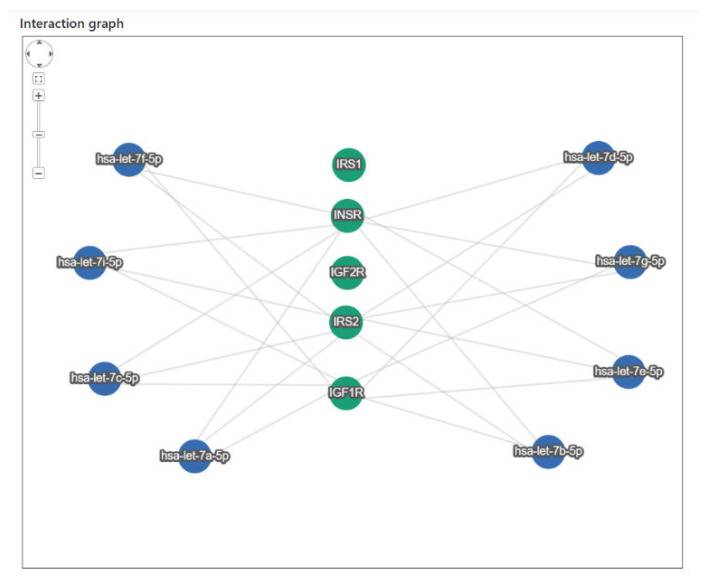 Interaction graph
hsa-let-7f-5p
IRS1
hsa-let-7d-5p
INSR
hsa-let-7i-5p
IGF2R
hsa-let-7g-5p
IRS2
hsa-let-7c-5p
IGF1R
hsa-let-7e-5p
hsa-let-7a-5p
hsa-let-7b-5p